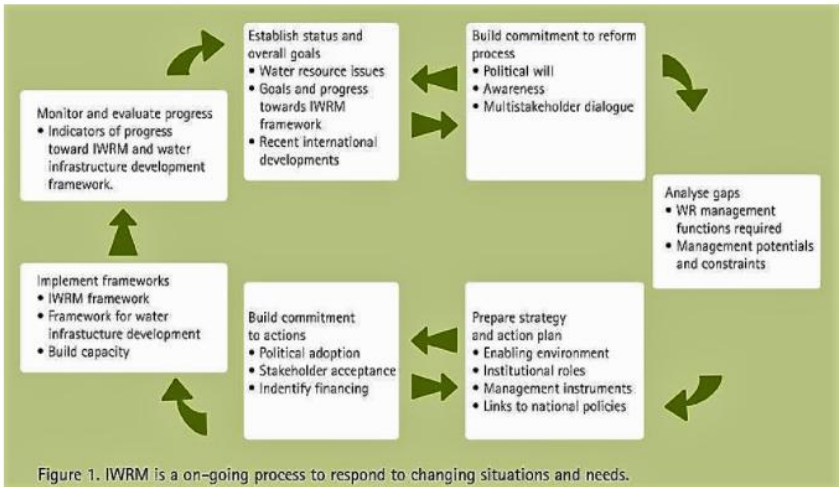 Establish status and
overall goals
• Water resource issues
• Goals and progress
towards IWRM
framework
• Recent international
developments
Build commitment to reform
process
• Political will
• Awareness
• Multistakeholder dialogue
Analyse gaps
• WR management
functions required
• Management potentials
and constraints
Prepare strategy
and action plan
• Enabling environment
• Institutional roles
• Management instruments
• Links to national policies
Build commitment
to actions
• Political adoption
• Stakeholder acceptance
• Indentify financing
Implement frameworks
• IWRM framework
• Framework for water
infrastucture development
• Build capacity
Monitor and evaluate progress
• Indicators of progress
toward IWRM and water
infrastructure development
framework.
Figure 1. IWRM is a on-going process to respond to changing situations and needs.